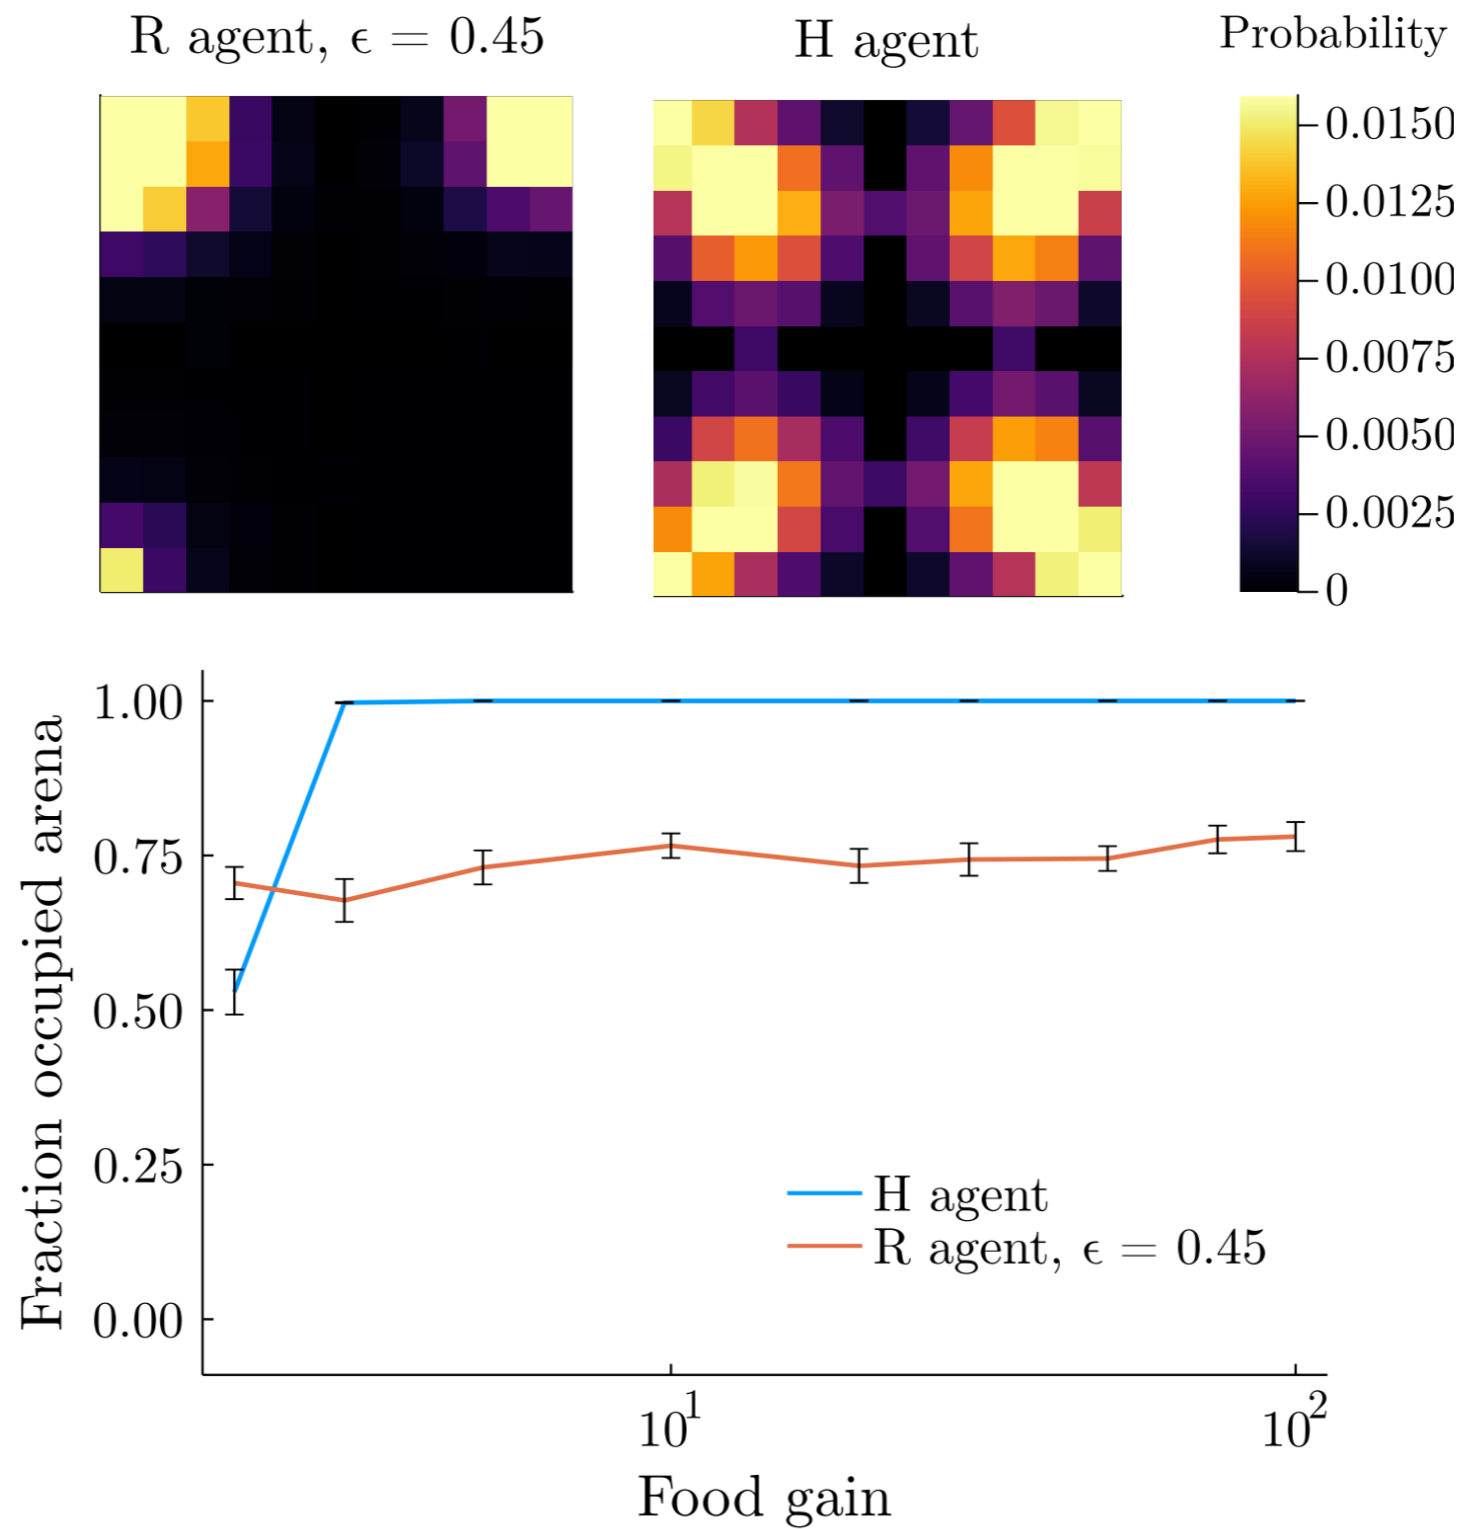 R agent, ϵ = 0.45
H agent
Probability
0.0150
0.0125
0.0100
0.0075
0.0050
0.0025
0
Fraction occupied arena
1.00
0.75
0.50
0.25
0.00
H agent
R agent, ϵ = 0.45
10¹
10²
Food gain